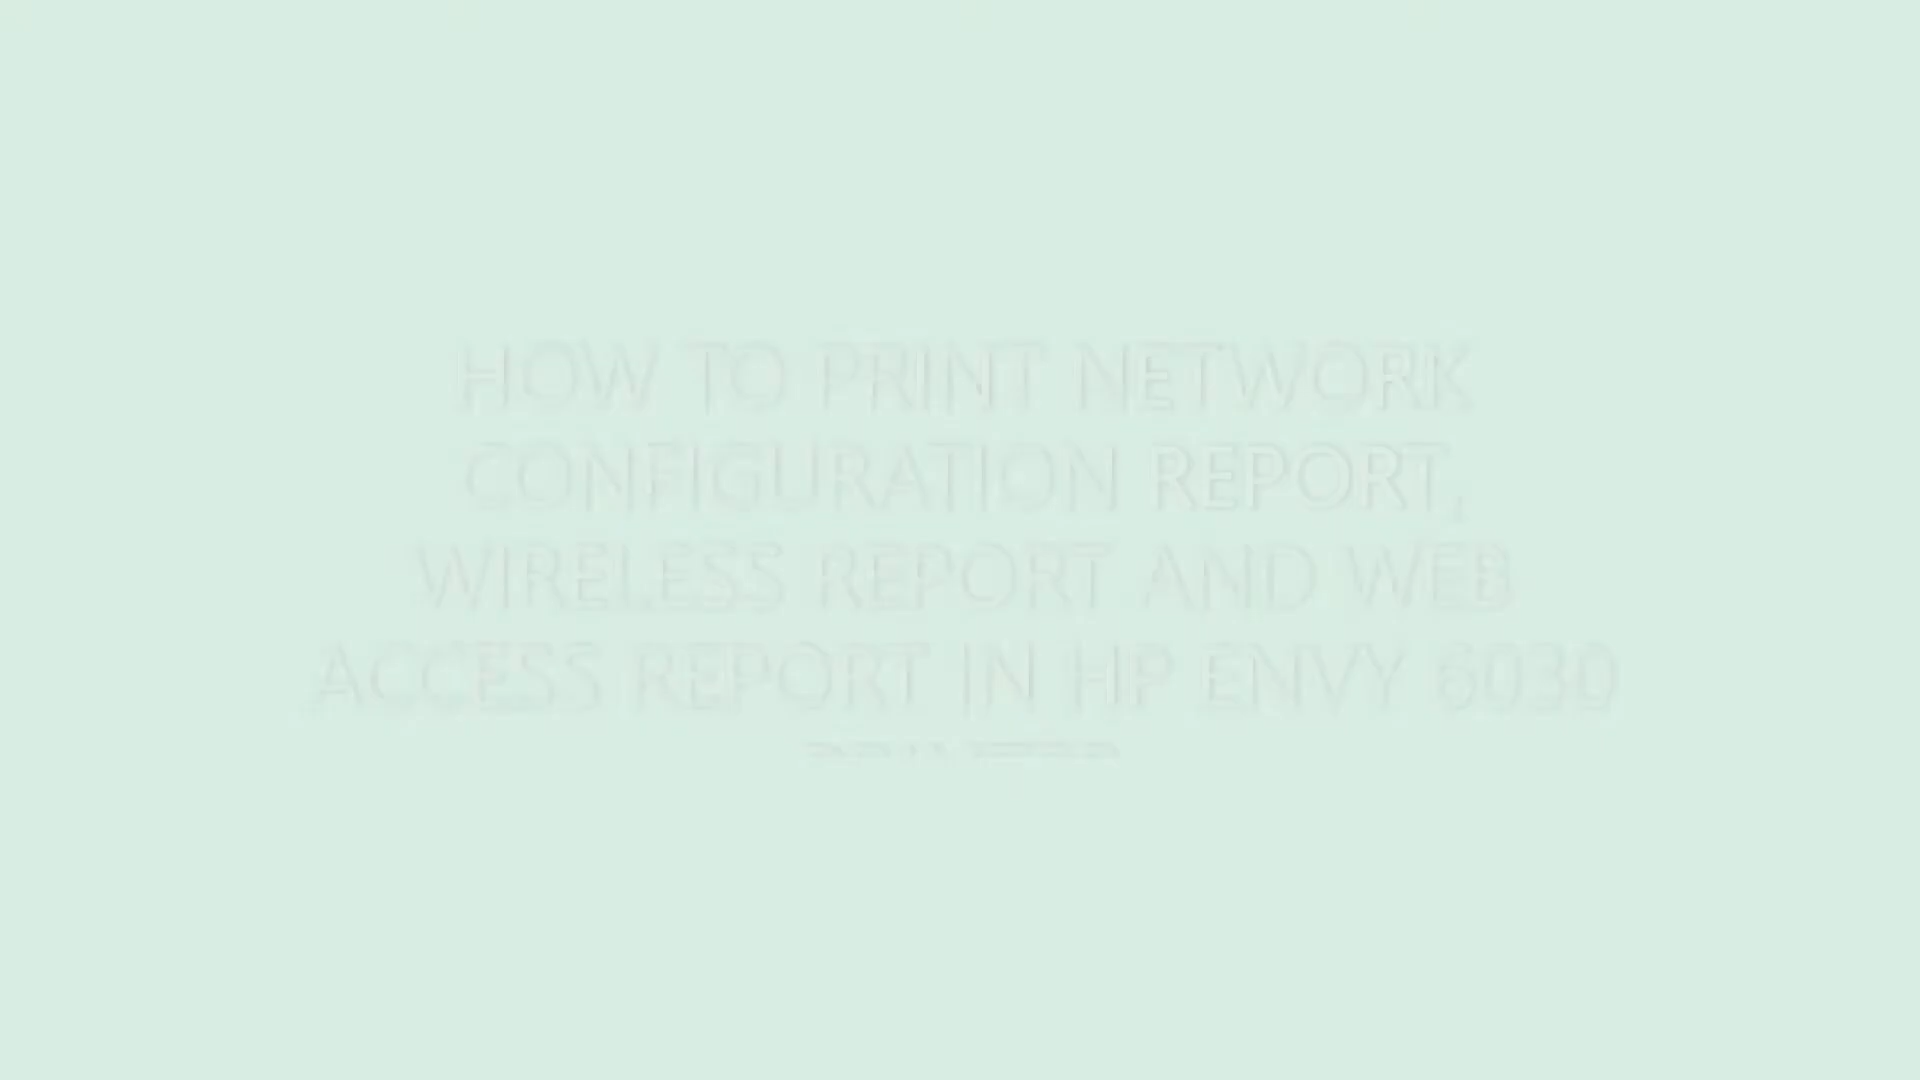 HOW TO PRINT NETWORK
CONFIGURATION REPORT,
WIRELESS REPORT AND WEB
ACCESS REPORT IN HP ENVY 6030